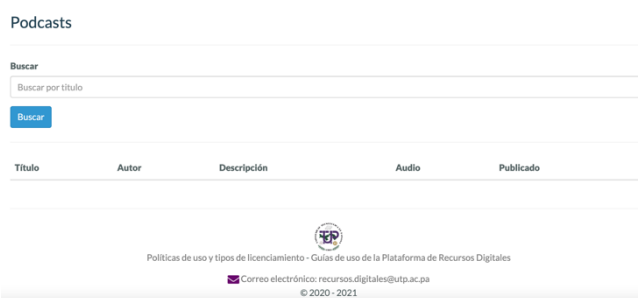 Podcasts
Buscar
Buscar por título
Buscar
Título Autor Descripción Audio Publicado
Políticas de uso y tipos de licenciamiento - Guías de uso de la Plataforma de Recursos Digitales
Correo electrónico: recursos.digitales@utp.ac.pa
© 2020 - 2021